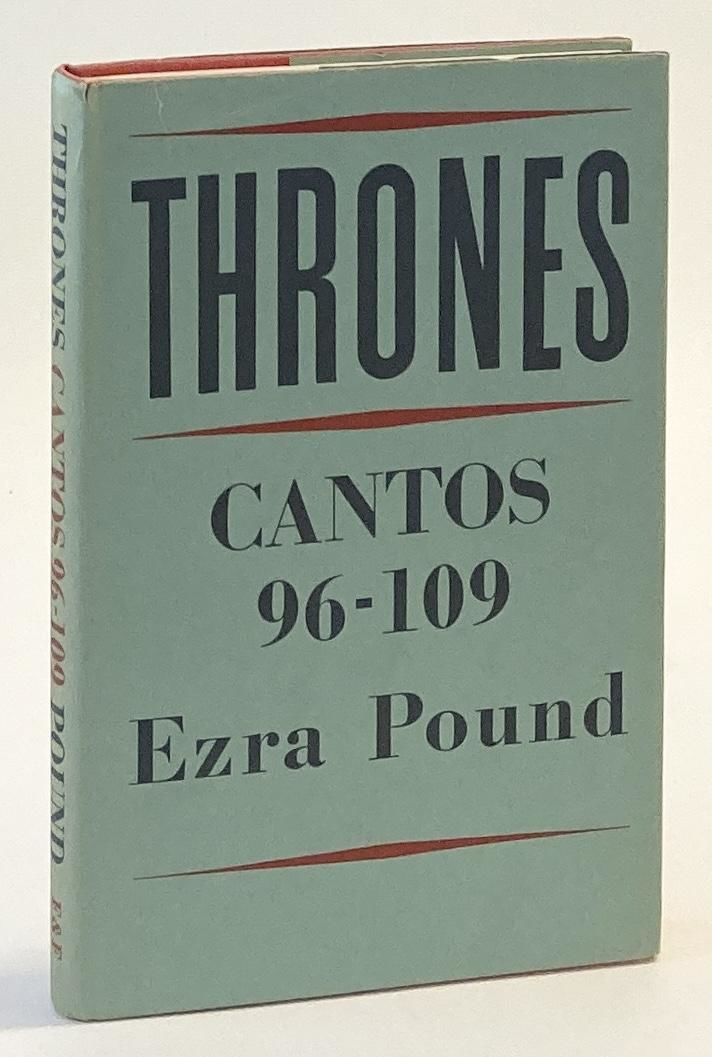 THRONES
CANTOS
96-109
Ezra Pound
THRONES CANTOS 96-109 POUND F&F